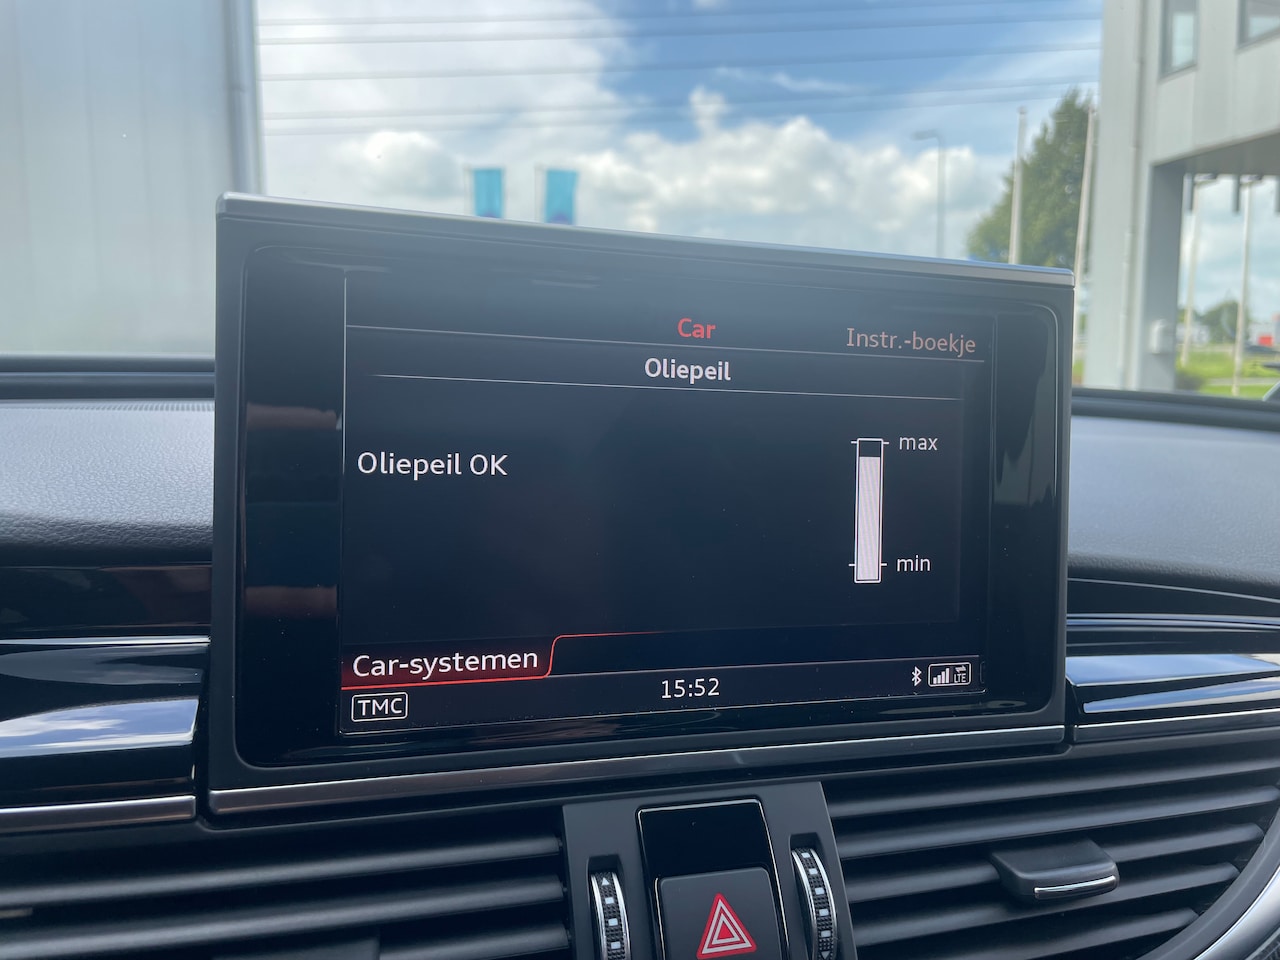 Car
Instr.-boekje
Oliepeil
max
Oliepeil OK
min
Car-systemen
TMC
15:52
LTE